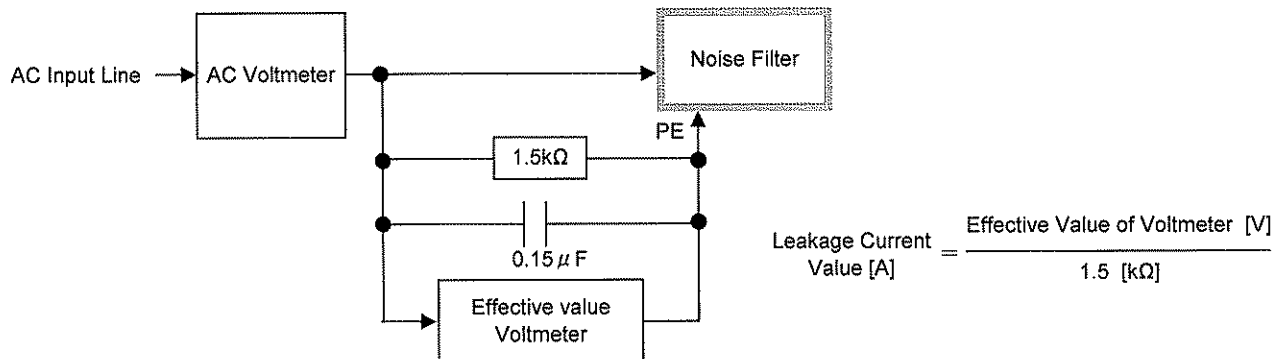 AC Input Line
AC Voltmeter
Noise Filter
PE
1.5kΩ
0.15μF
Effective value
Voltmeter
Leakage Current
Value [A]
=
Effective Value of Voltmeter [V]
1.5 [kΩ]